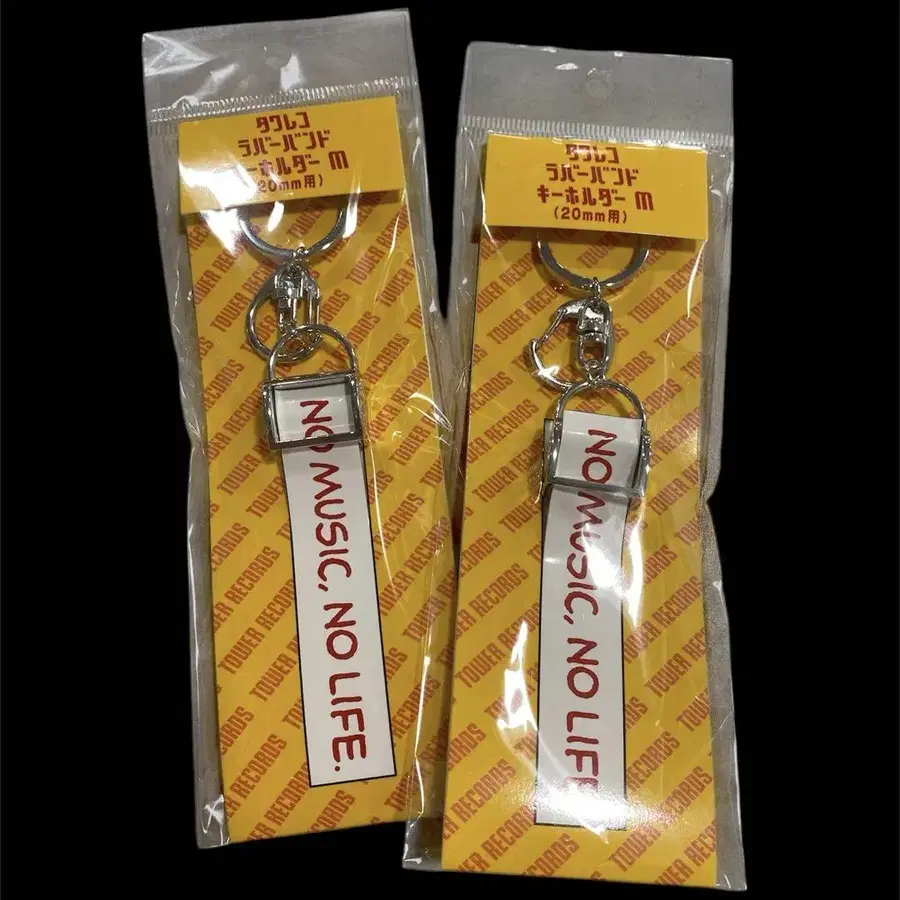 タワレコ
ラバーバンド
キーホルダー M
(20mm用)
NO MUSIC, NO LIFE.
TOWER RECORDS
タワレコ
ラバーバンド
キーホルダー M
(20mm用)
NO MUSIC, NO LIFE
TOWER RECORDS